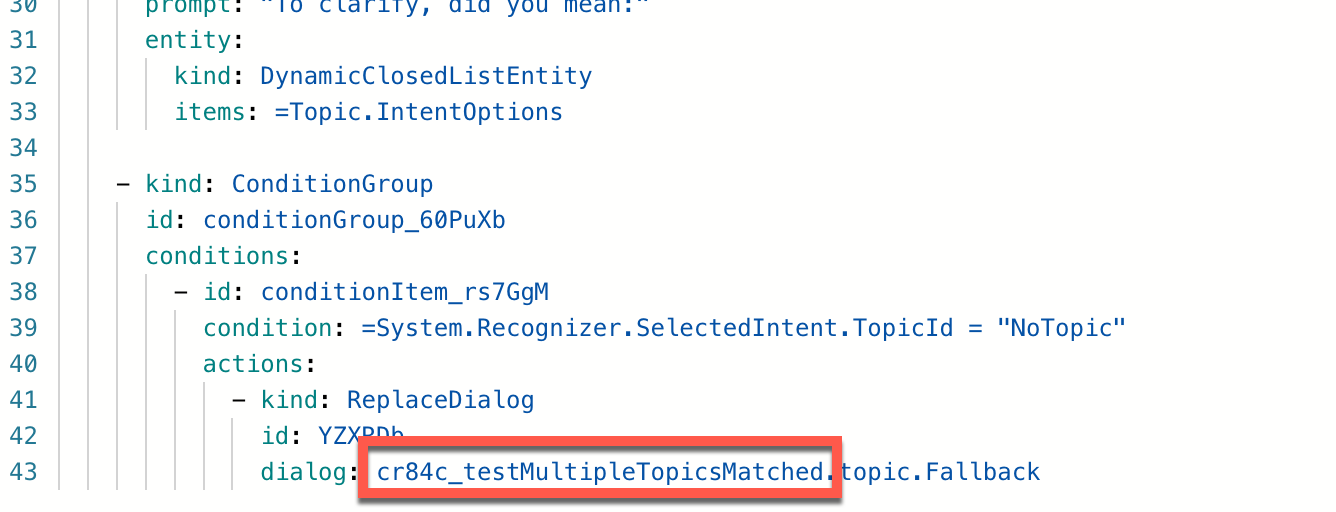 30 prompt: "To clarify, did you mean:"
31 entity:
32 kind: DynamicClosedListEntity
33 items: =Topic.IntentOptions
34
35 - kind: ConditionGroup
36 id: conditionGroup_60PuXb
37 conditions:
38 - id: conditionItem_rs7GgM
39 condition: =System.Recognizer.SelectedIntent.TopicId = "NoTopic"
40 actions:
41 - kind: ReplaceDialog
42 id: YZXPDb
43 dialog: cr84c_testMultipleTopicsMatched.topic.Fallback